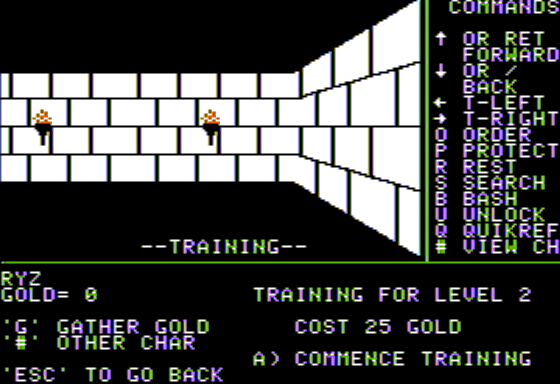 COMMANDS
↑ OR RET
FORWARD
↓ OR /
BACK
← T-LEFT
→ T-RIGHT
O ORDER
P PROTECT
R REST
S SEARCH
B BASH
U UNLOCK
Q QUIKREF
# VIEW CH
--TRAINING--
RYZ
GOLD= 0
TRAINING FOR LEVEL 2
'G' GATHER GOLD
COST 25 GOLD
'#' OTHER CHAR
A) COMMENCE TRAINING
'ESC' TO GO BACK